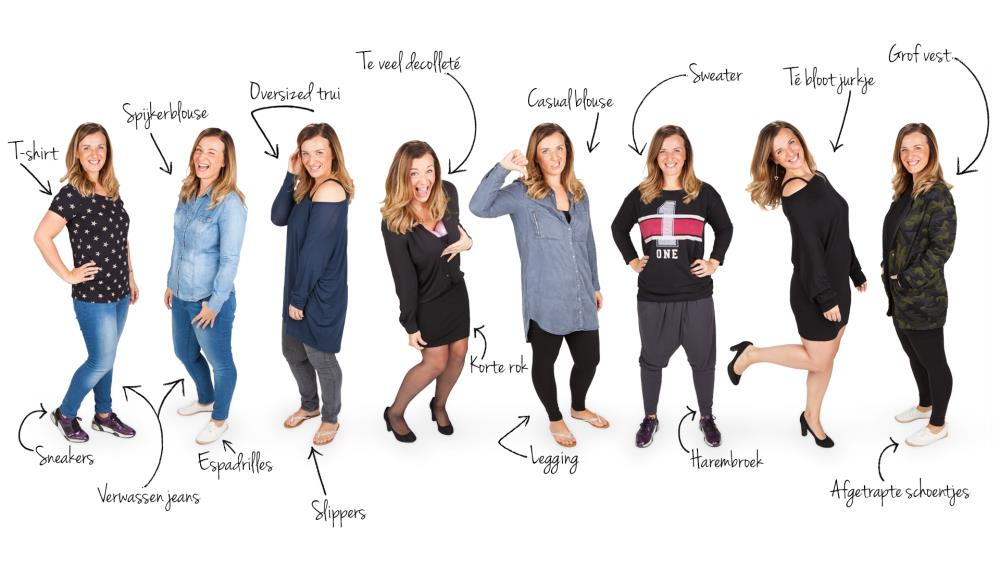 T-shirt
Spijkerblouse
Oversized trui
Te veel decolleté
Casual blouse
Sweater
Té bloot jurkje
Grof vest
1
ONE
Korte rok
Sneakers
Verwassen jeans
Espadrilles
Slippers
Legging
Harembroek
Afgetrapte schoentjes